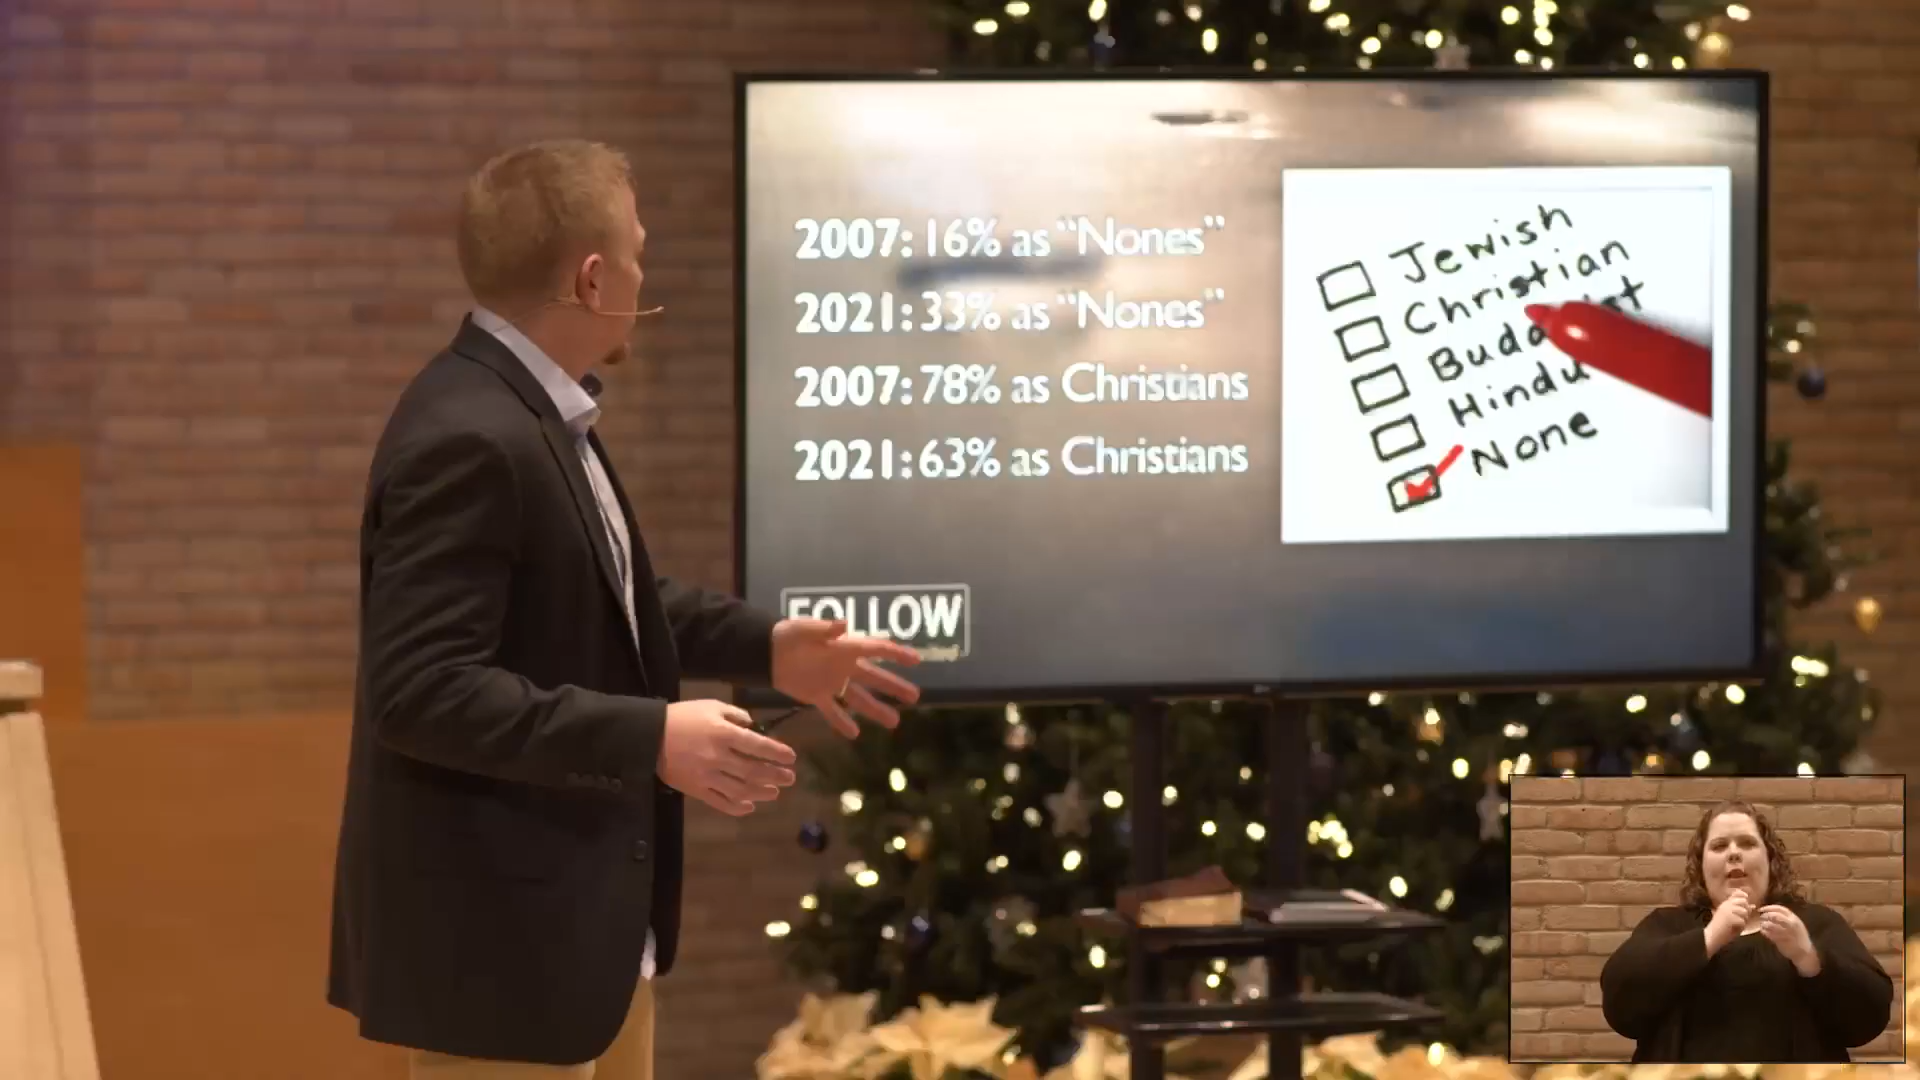 2007: 16% as "Nones"
2021: 33% as "Nones"
2007: 78% as Christians
2021: 63% as Christians
Jewish
Christian
Hindu
None
FOLLOW